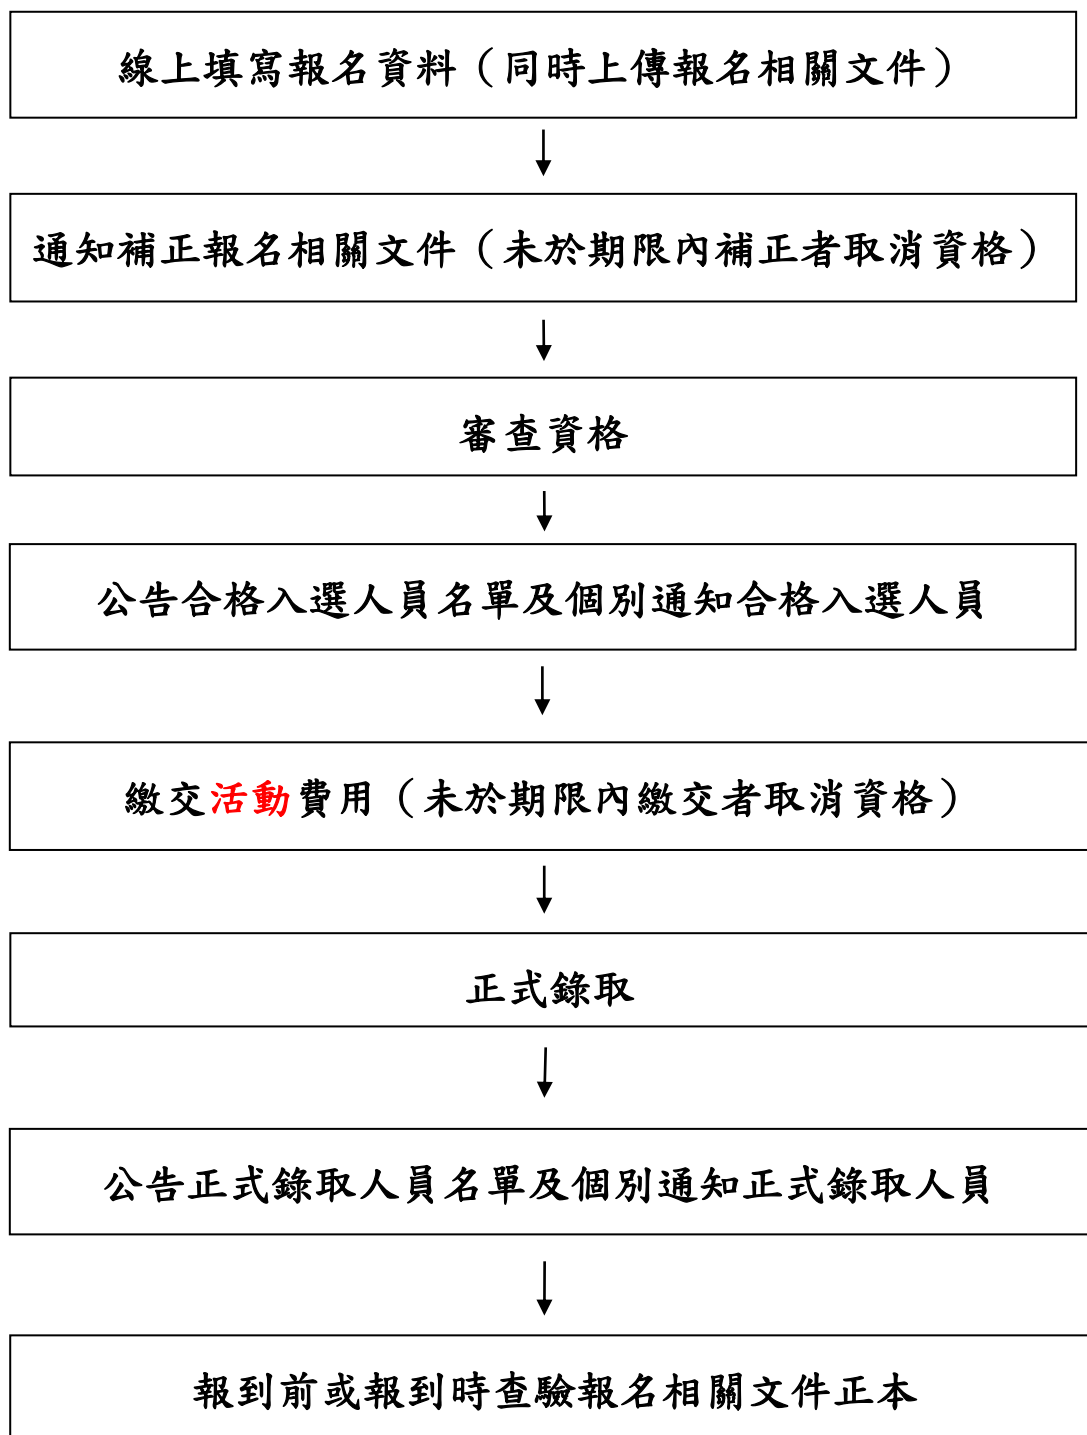 線上填寫報名資料（同時上傳報名相關文件）
通知補正報名相關文件（未於期限內補正者取消資格）
審查資格
公告合格入選人員名單及個別通知合格入選人員
繳交活動費用（未於期限內繳交者取消資格）
正式錄取
公告正式錄取人員名單及個別通知正式錄取人員
報到前或報到時查驗報名相關文件正本